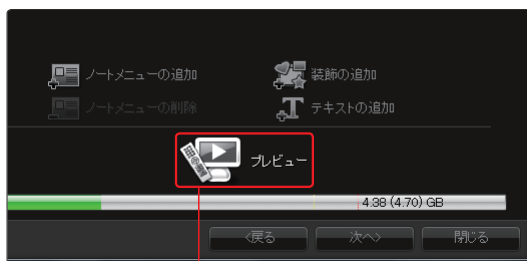 ノートメニューの追加
装飾の追加
ノートメニューの削除
テキストの追加
プレビュー
4.38 (4.70) GB
<戻る
次へ>
閉じる